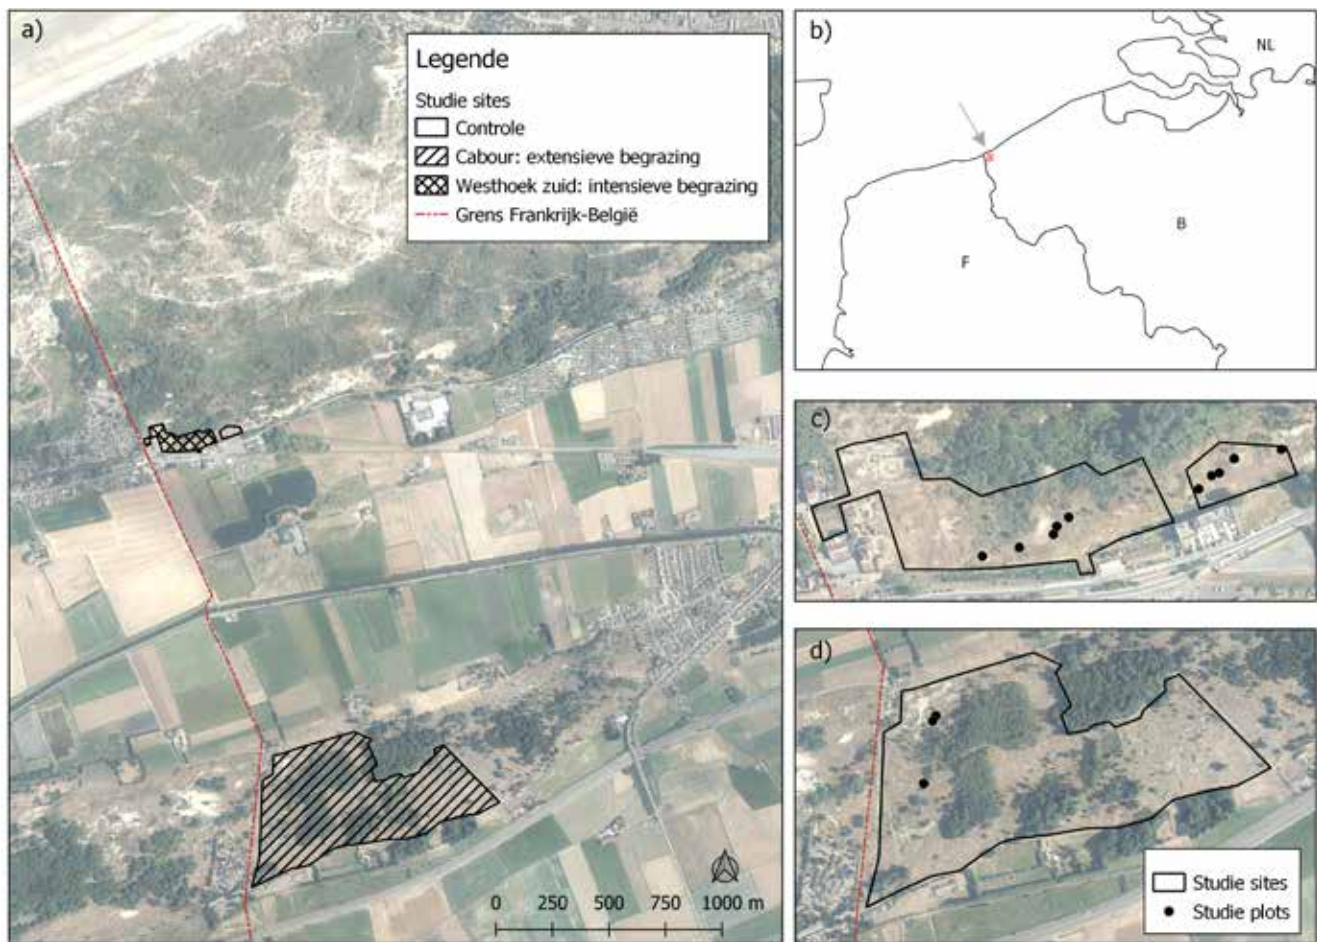 a)
Legende
Studie sites
Controle
Cabour: extensieve begrazing
Westhoek zuid: intensieve begrazing
Grens Frankrijk-België
0 250 500 750 1000 m
b)
NL
B
F
c)
d)
Studie sites
Studie plots